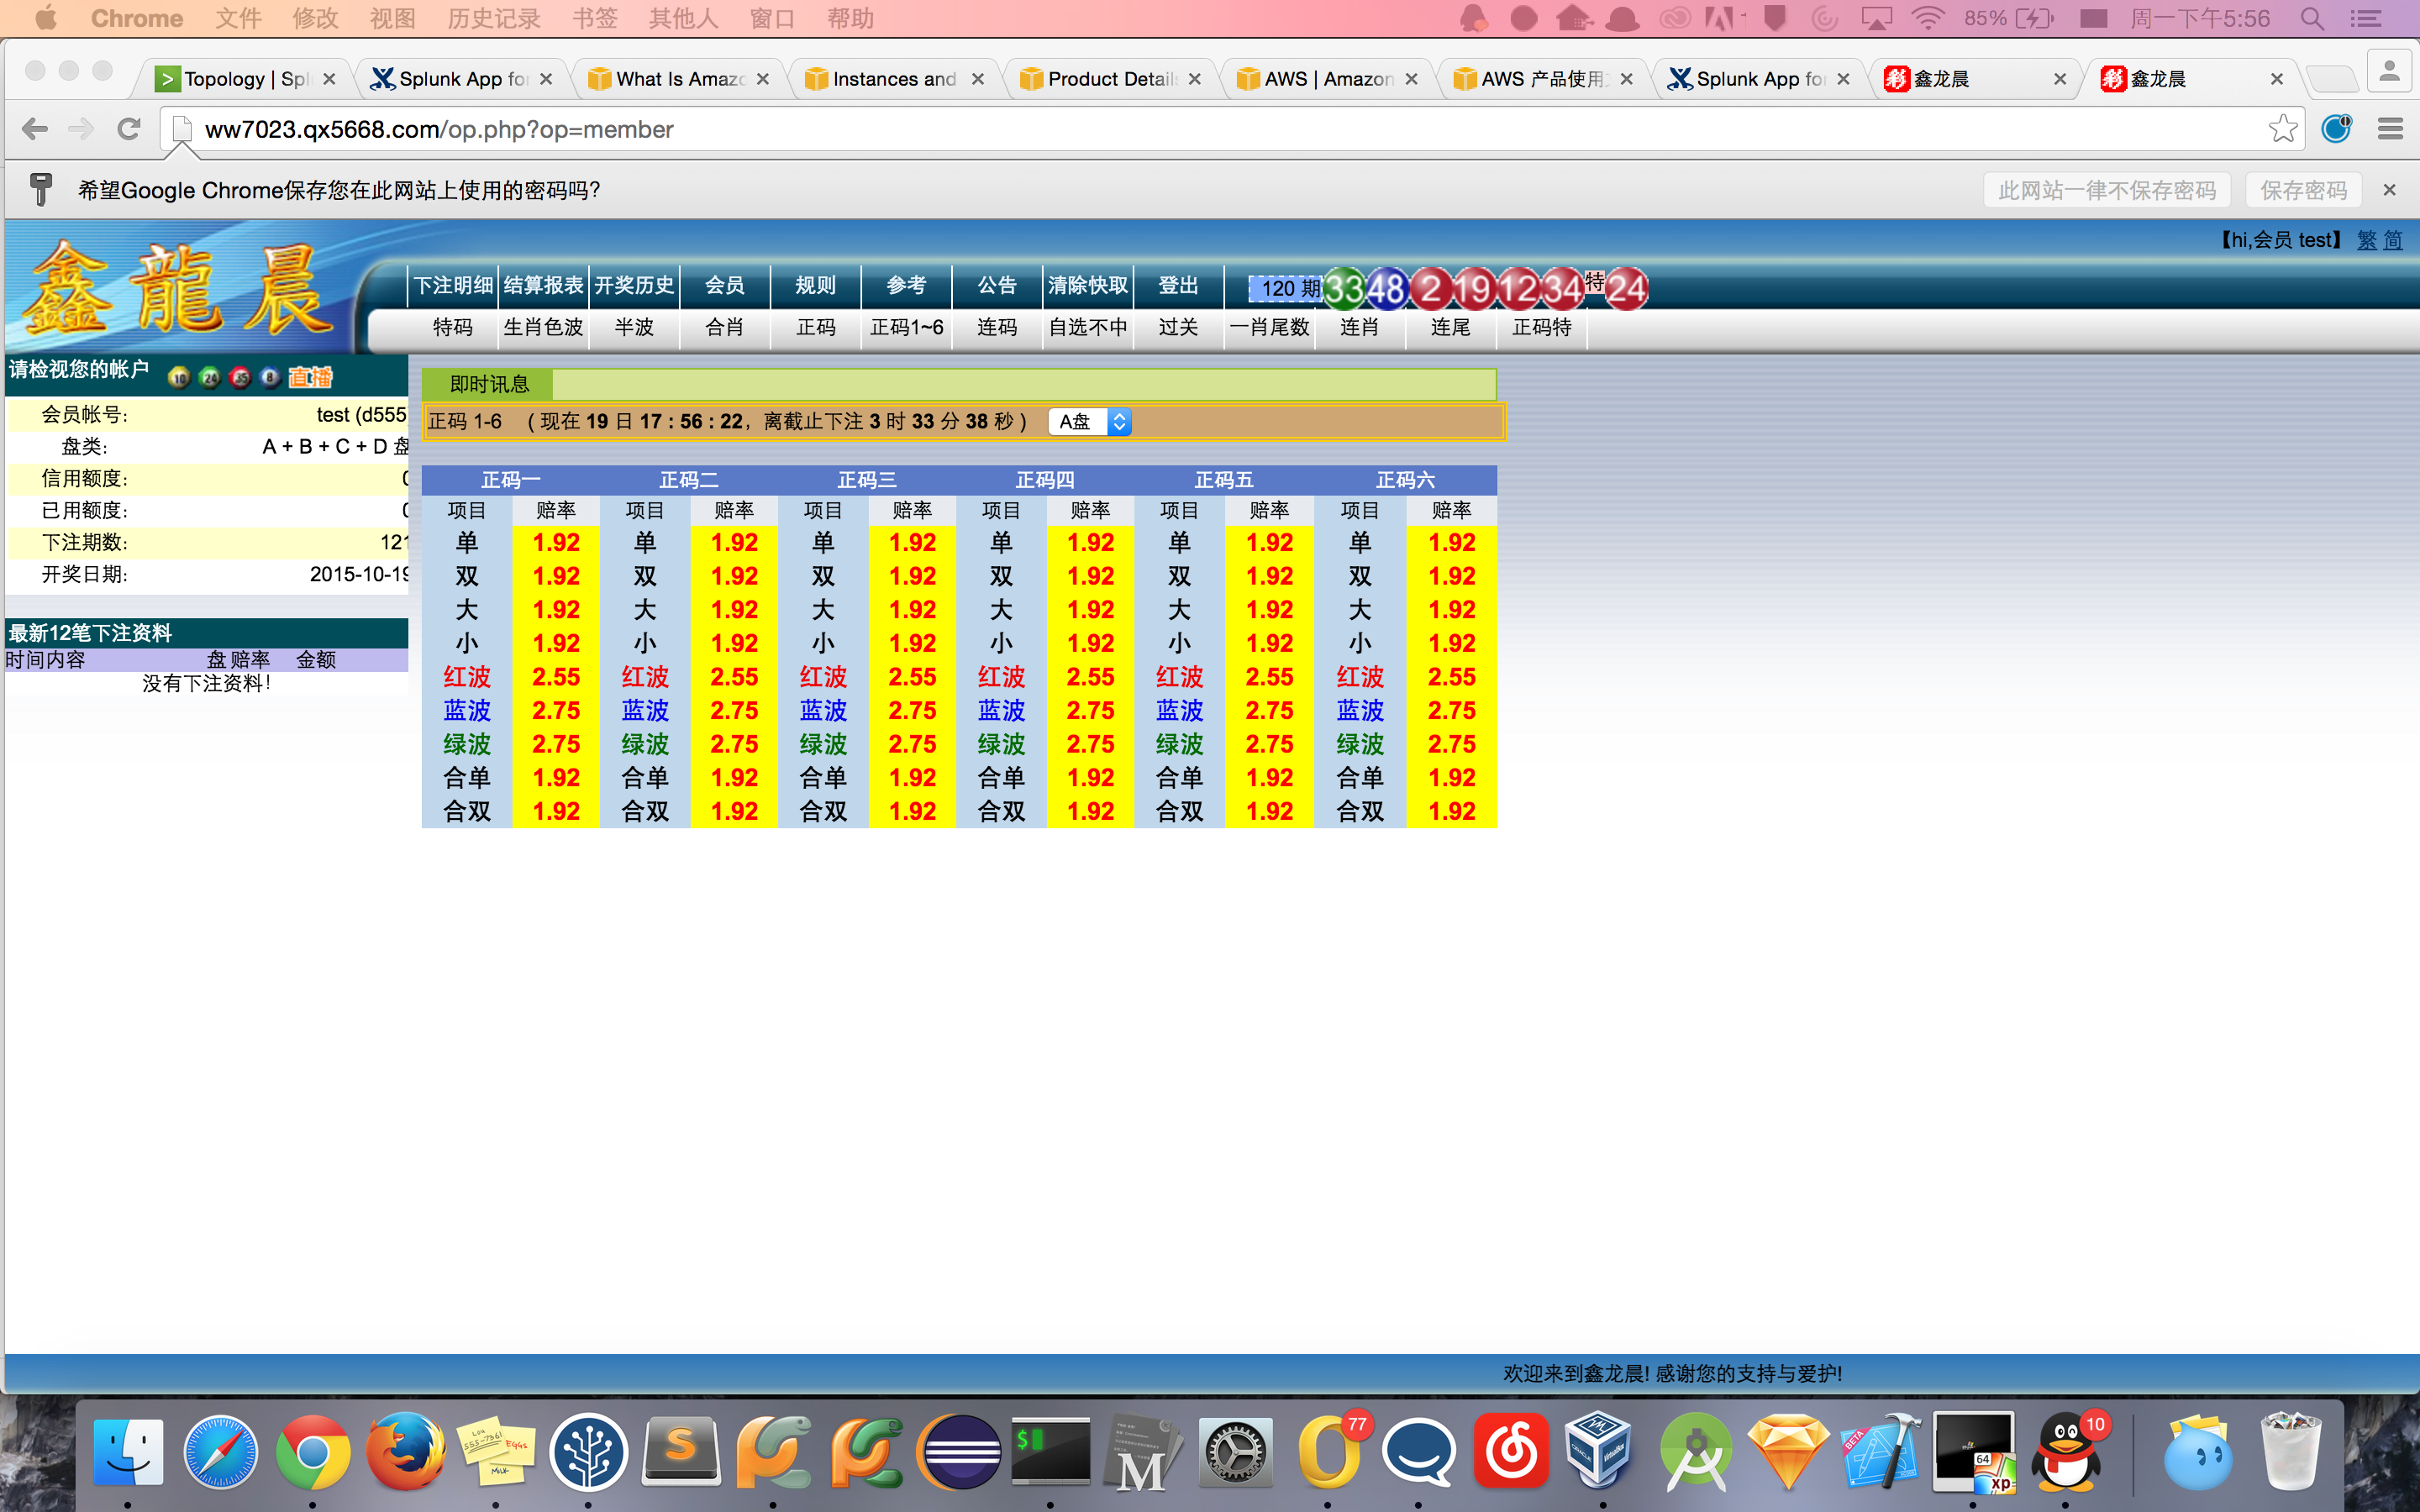 Chrome 文件 修改 视图 历史记录 书签 其他人 窗口 帮助 85% 周一下午5:56
Topology | Spl Splunk App for What Is Amazo Instances and Product Details AWS | Amazon AWS 产品使用 Splunk App for 鑫龙晨 鑫龙晨
ww7023.qx5668.com/op.php?op=member
希望Google Chrome保存您在此网站上使用的密码吗? 此网站一律不保存密码 保存密码
【hi,会员 test】 繁 简
鑫龍晨
下注明细 结算报表 开奖历史 会员 规则 参考 公告 清除快取 登出 120 期 33 48 2 19 12 34 特 24
特码 生肖色波 半波 合肖 正码 正码1~6 连码 自选不中 过关 一肖尾数 连肖 连尾 正码特
请检视您的帐户 10 24 35 8 直播
会员帐号: test (d555
盘类: A + B + C + D 盘
信用额度: 0
已用额度: 0
下注期数: 121
开奖日期: 2015-10-19
最新12笔下注资料
时间内容 盘 赔率 金额
没有下注资料!
即时讯息
正码 1-6 ( 现在 19 日 17 : 56 : 22, 离截止下注 3 时 33 分 38 秒 ) A盘
正码一 正码二 正码三 正码四 正码五 正码六
项目 赔率 项目 赔率 项目 赔率 项目 赔率 项目 赔率 项目 赔率
单 1.92 单 1.92 单 1.92 单 1.92 单 1.92 单 1.92
双 1.92 双 1.92 双 1.92 双 1.92 双 1.92 双 1.92
大 1.92 大 1.92 大 1.92 大 1.92 大 1.92 大 1.92
小 1.92 小 1.92 小 1.92 小 1.92 小 1.92 小 1.92
红波 2.55 红波 2.55 红波 2.55 红波 2.55 红波 2.55 红波 2.55
蓝波 2.75 蓝波 2.75 蓝波 2.75 蓝波 2.75 蓝波 2.75 蓝波 2.75
绿波 2.75 绿波 2.75 绿波 2.75 绿波 2.75 绿波 2.75 绿波 2.75
合单 1.92 合单 1.92 合单 1.92 合单 1.92 合单 1.92 合单 1.92
合双 1.92 合双 1.92 合双 1.92 合双 1.92 合双 1.92 合双 1.92
欢迎来到鑫龙晨! 感谢您的支持与爱护!
EGGS MILK S $ M 77 BETA 64 xp 10